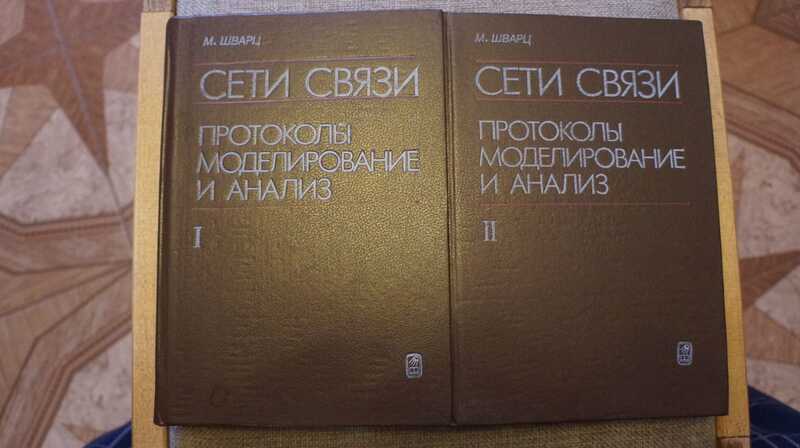 М. ШВАРЦ
СЕТИ СВЯЗИ
ПРОТОКОЛЫ
МОДЕЛИРОВАНИЕ
И АНАЛИЗ
I
М. ШВАРЦ
СЕТИ СВЯЗИ
ПРОТОКОЛЫ
МОДЕЛИРОВАНИЕ
И АНАЛИЗ
II